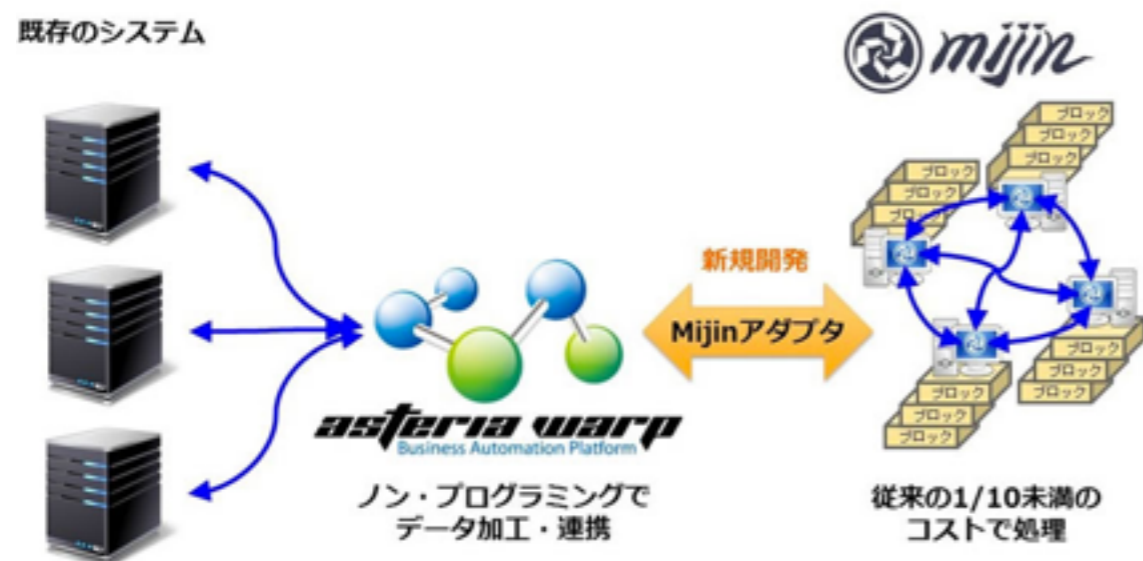 既存のシステム
mijin
ブロック
ブロック
ブロック
ブロック
ブロック
ブロック
新規開発
Mijinアダプタ
ブロック
ブロック
ブロック
ブロック
ブロック
ブロック
asteria warp
Business Automation Platform
ノン・プログラミングで
データ加工・連携
従来の1/10未満の
コストで処理